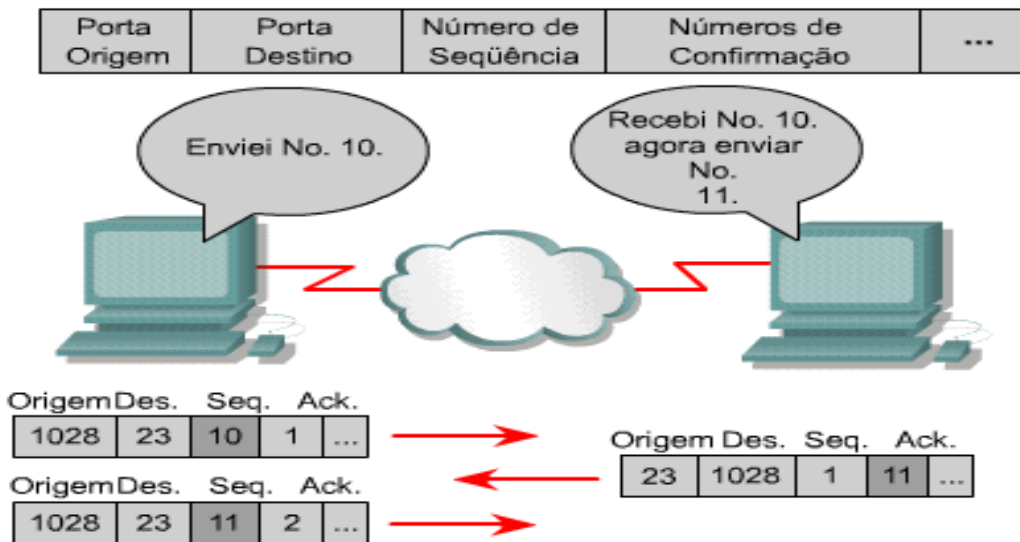 Porta Origem
Porta Destino
Número de Seqüência
Números de Confirmação
...
Enviei No. 10.
Recebi No. 10.
agora enviar
No.
11.
Origem Des. Seq. Ack.
1028 23 10 1 ...
Origem Des. Seq. Ack.
23 1028 1 11 ...
Origem Des. Seq. Ack.
1028 23 11 2 ...